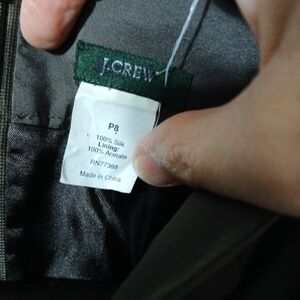 J.CREW
P8
100% Silk
Lining:
100% Acetate
RN77388
Made in China